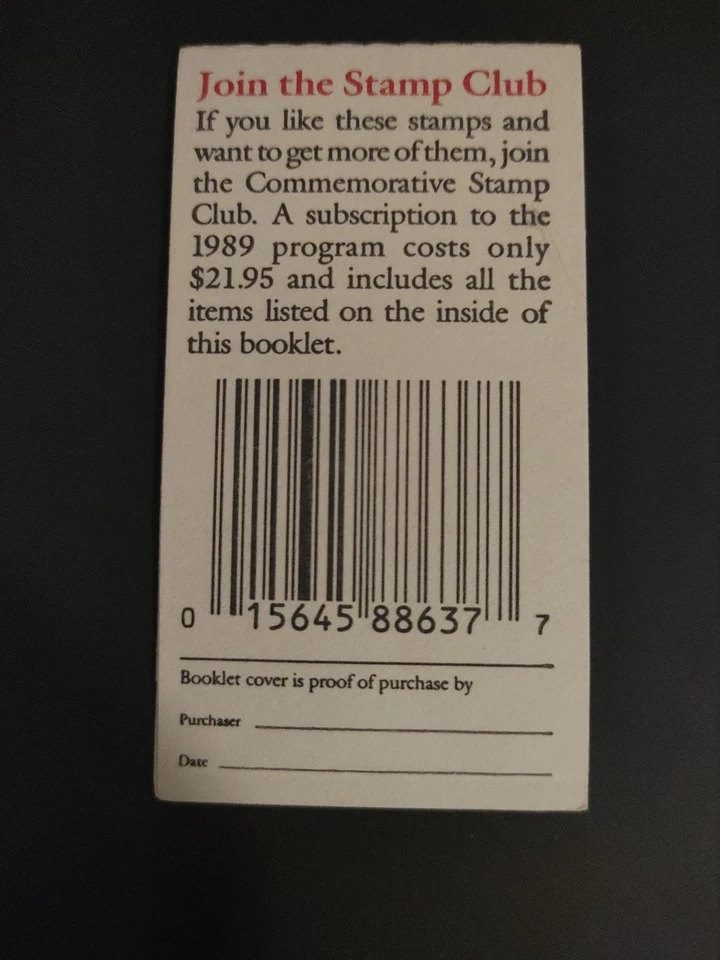 Join the Stamp Club
If you like these stamps and
want to get more of them, join
the Commemorative Stamp
Club. A subscription to the
1989 program costs only
$21.95 and includes all the
items listed on the inside of
this booklet.
0 15645 88637 7
Booklet cover is proof of purchase by
Purchaser
Date